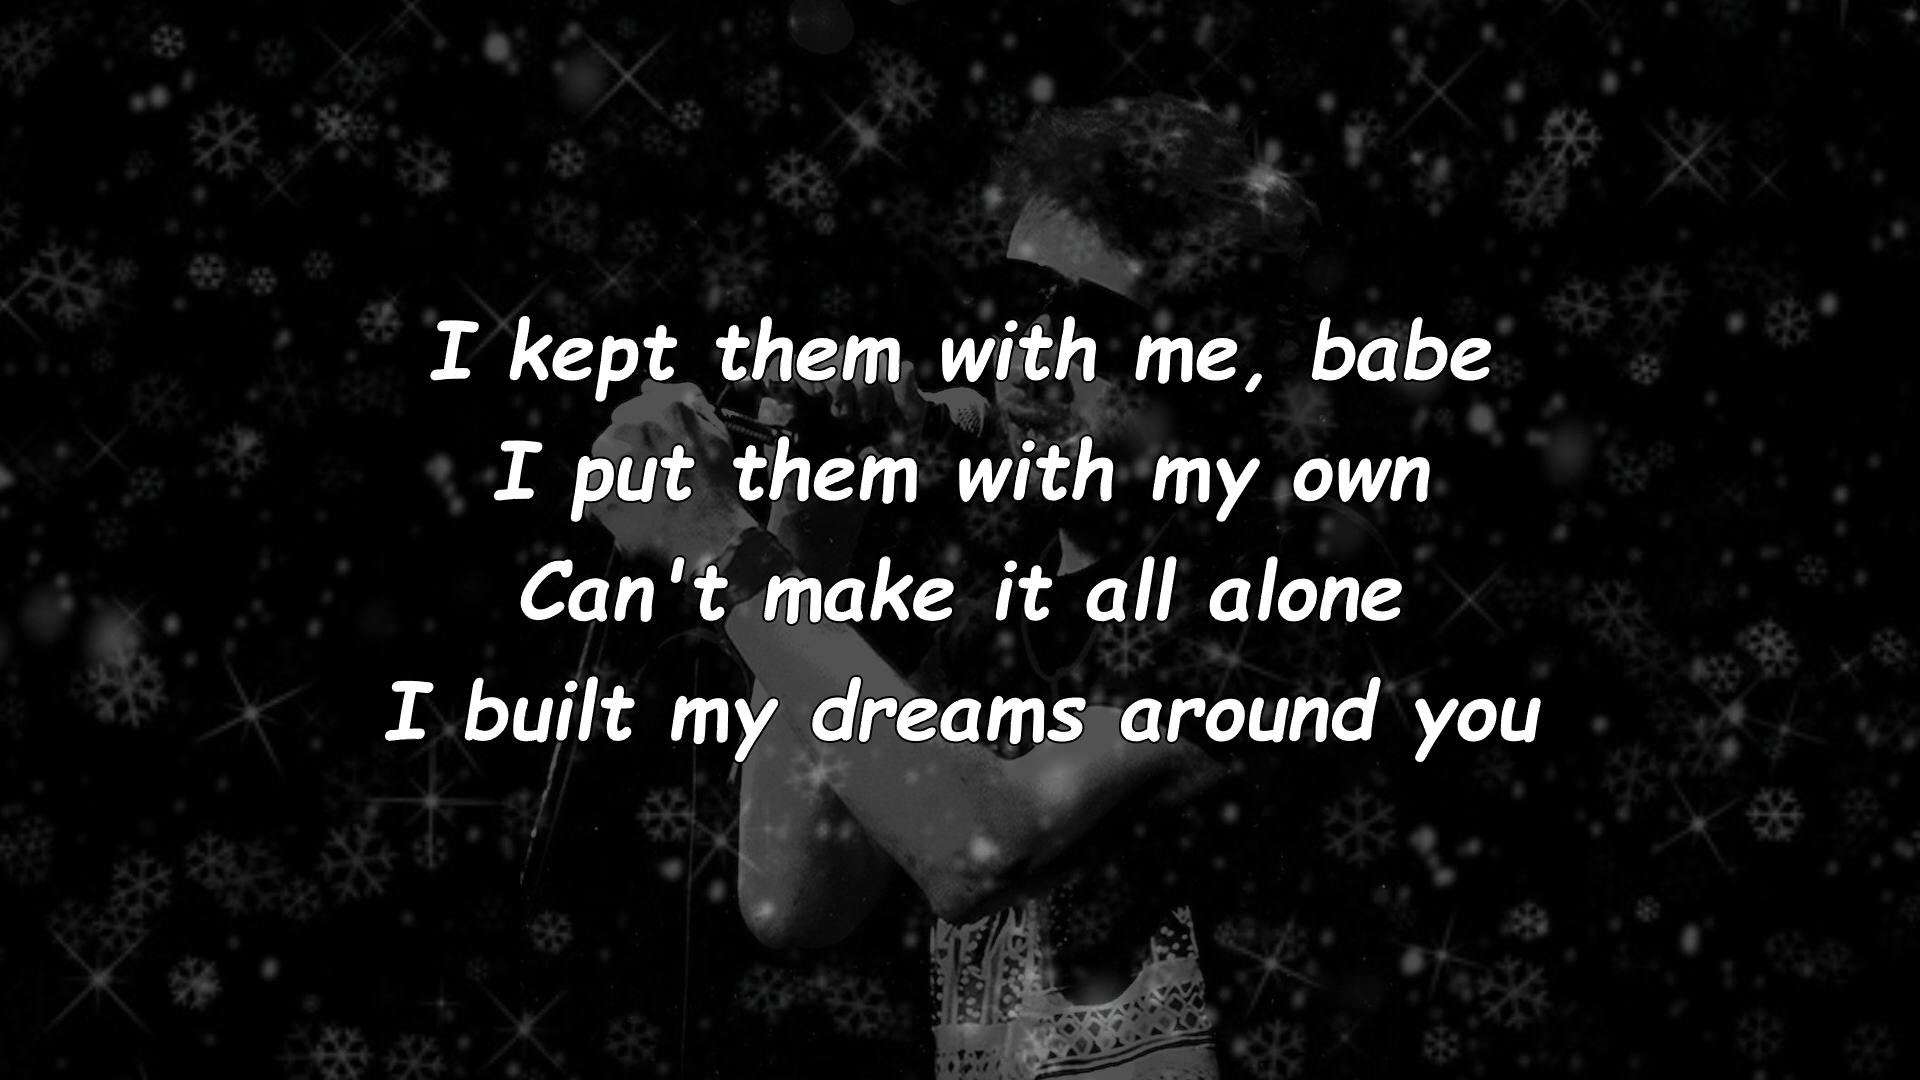 I kept them with me, babe
I put them with my own
Can't make it all alone
I built my dreams around you